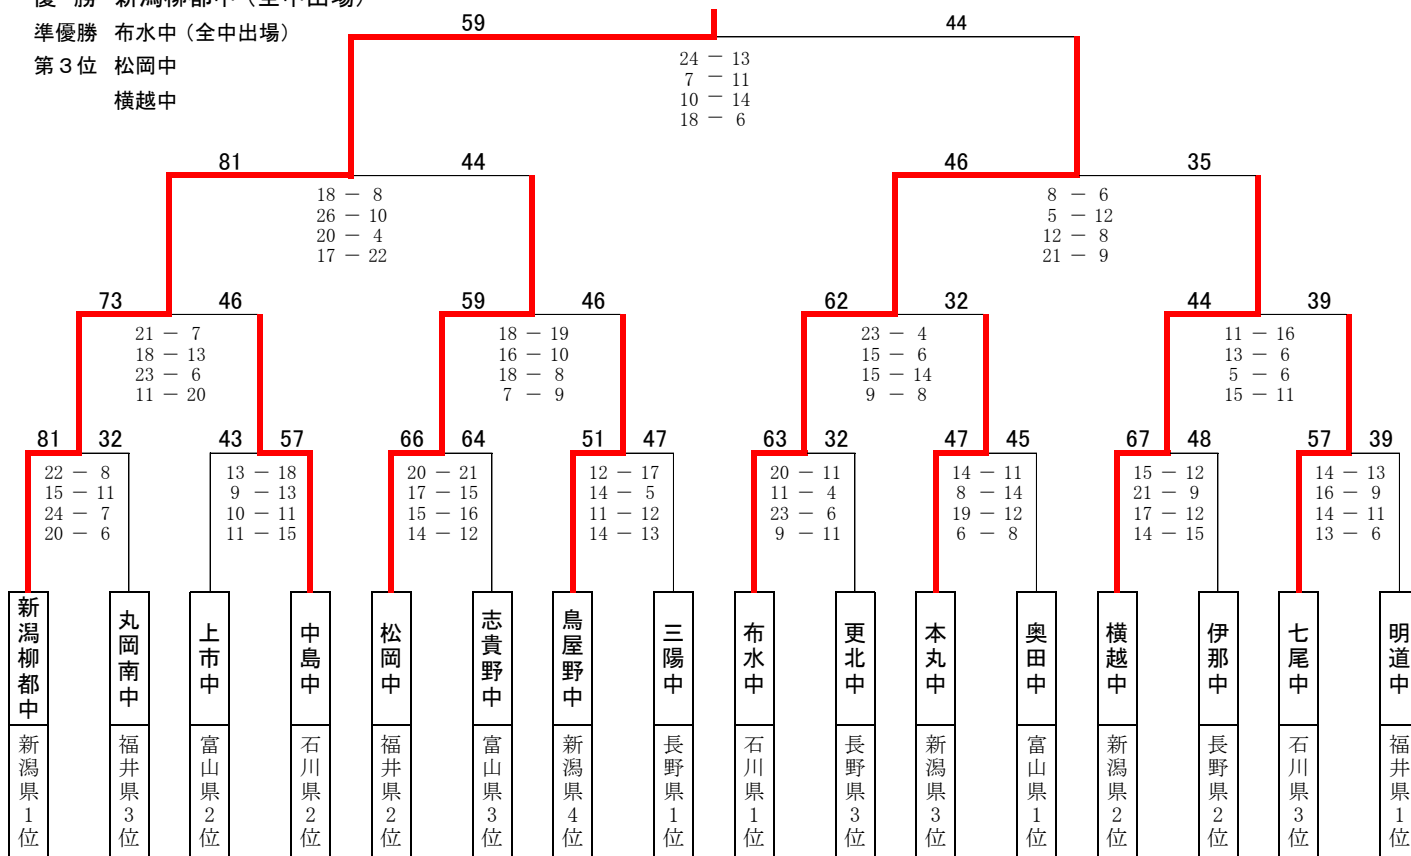 優 勝 新潟柳都中（全中出場）
準優勝 布水中（全中出場）
第３位 松岡中
横越中
59 44
24 － 13
7 － 11
10 － 14
18 － 6
81 44 46 35
18 － 8
26 － 10
20 － 4
17 － 22
8 － 6
5 － 12
12 － 8
21 － 9
73 46 59 46 62 32 44 39
21 － 7
18 － 13
23 － 6
11 － 20
18 － 19
16 － 10
18 － 8
7 － 9
23 － 4
15 － 6
15 － 14
9 － 8
11 － 16
13 － 6
5 － 6
15 － 11
81 32 43 57 66 64 51 47 63 32 47 45 67 48 57 39
22 － 8
15 － 11
24 － 7
20 － 6
13 － 18
9 － 13
10 － 11
11 － 15
20 － 21
17 － 15
15 － 16
14 － 12
12 － 17
14 － 5
11 － 12
14 － 13
20 － 11
11 － 4
23 － 6
9 － 11
14 － 11
8 － 14
19 － 12
6 － 8
15 － 12
21 － 9
17 － 12
14 － 15
14 － 13
16 － 9
14 － 11
13 － 6
新潟柳都中
新潟県1位
丸岡南中
福井県3位
上市中
富山県2位
中島中
石川県2位
松岡中
福井県2位
志貴野中
富山県3位
鳥屋野中
新潟県4位
三陽中
長野県1位
布水中
石川県1位
更北中
長野県3位
本丸中
新潟県3位
奥田中
富山県1位
横越中
新潟県2位
伊那中
長野県2位
七尾中
石川県3位
明道中
福井県1位